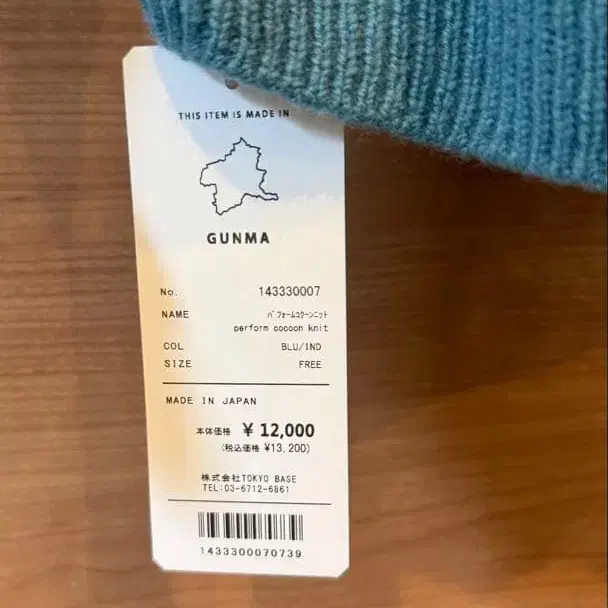 THIS ITEM IS MADE IN
GUNMA
No. 143330007
NAME ﾊﾟﾌｫｰﾑｺｸｰﾝﾆｯﾄ
perform cocoon knit
COL BLU/IND
SIZE FREE
MADE IN JAPAN
本体価格 ¥ 12,000
(税込価格 ¥13,200)
株式会社TOKYO BASE
TEL:03-6712-6861
1433300070739